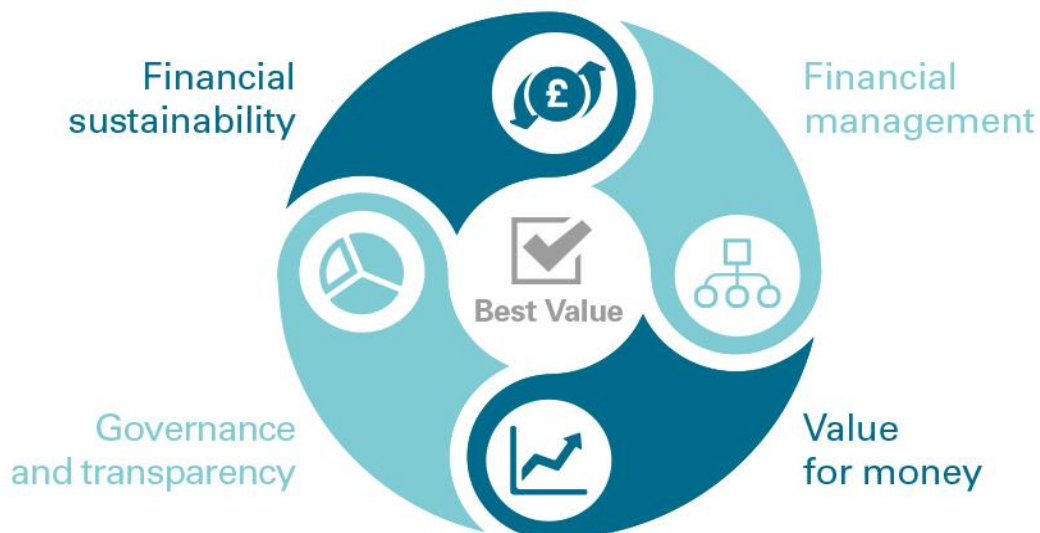 Financial
sustainability
Financial
management
£
Best Value
Governance
and transparency
Value
for money